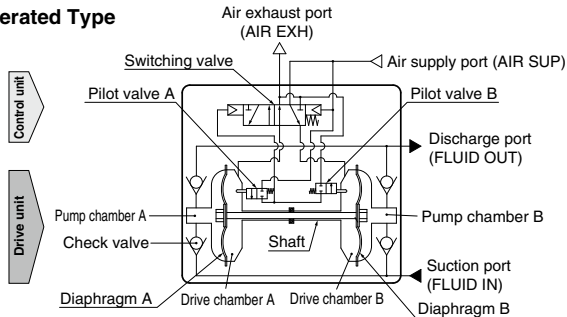 erated Type
Air exhaust port
(AIR EXH)
Switching valve
Air supply port (AIR SUP)
Pilot valve A
Pilot valve B
Control unit
Discharge port
(FLUID OUT)
Drive unit
Pump chamber A
Pump chamber B
Check valve
Shaft
Suction port
(FLUID IN)
Diaphragm A
Drive chamber A
Drive chamber B
Diaphragm B